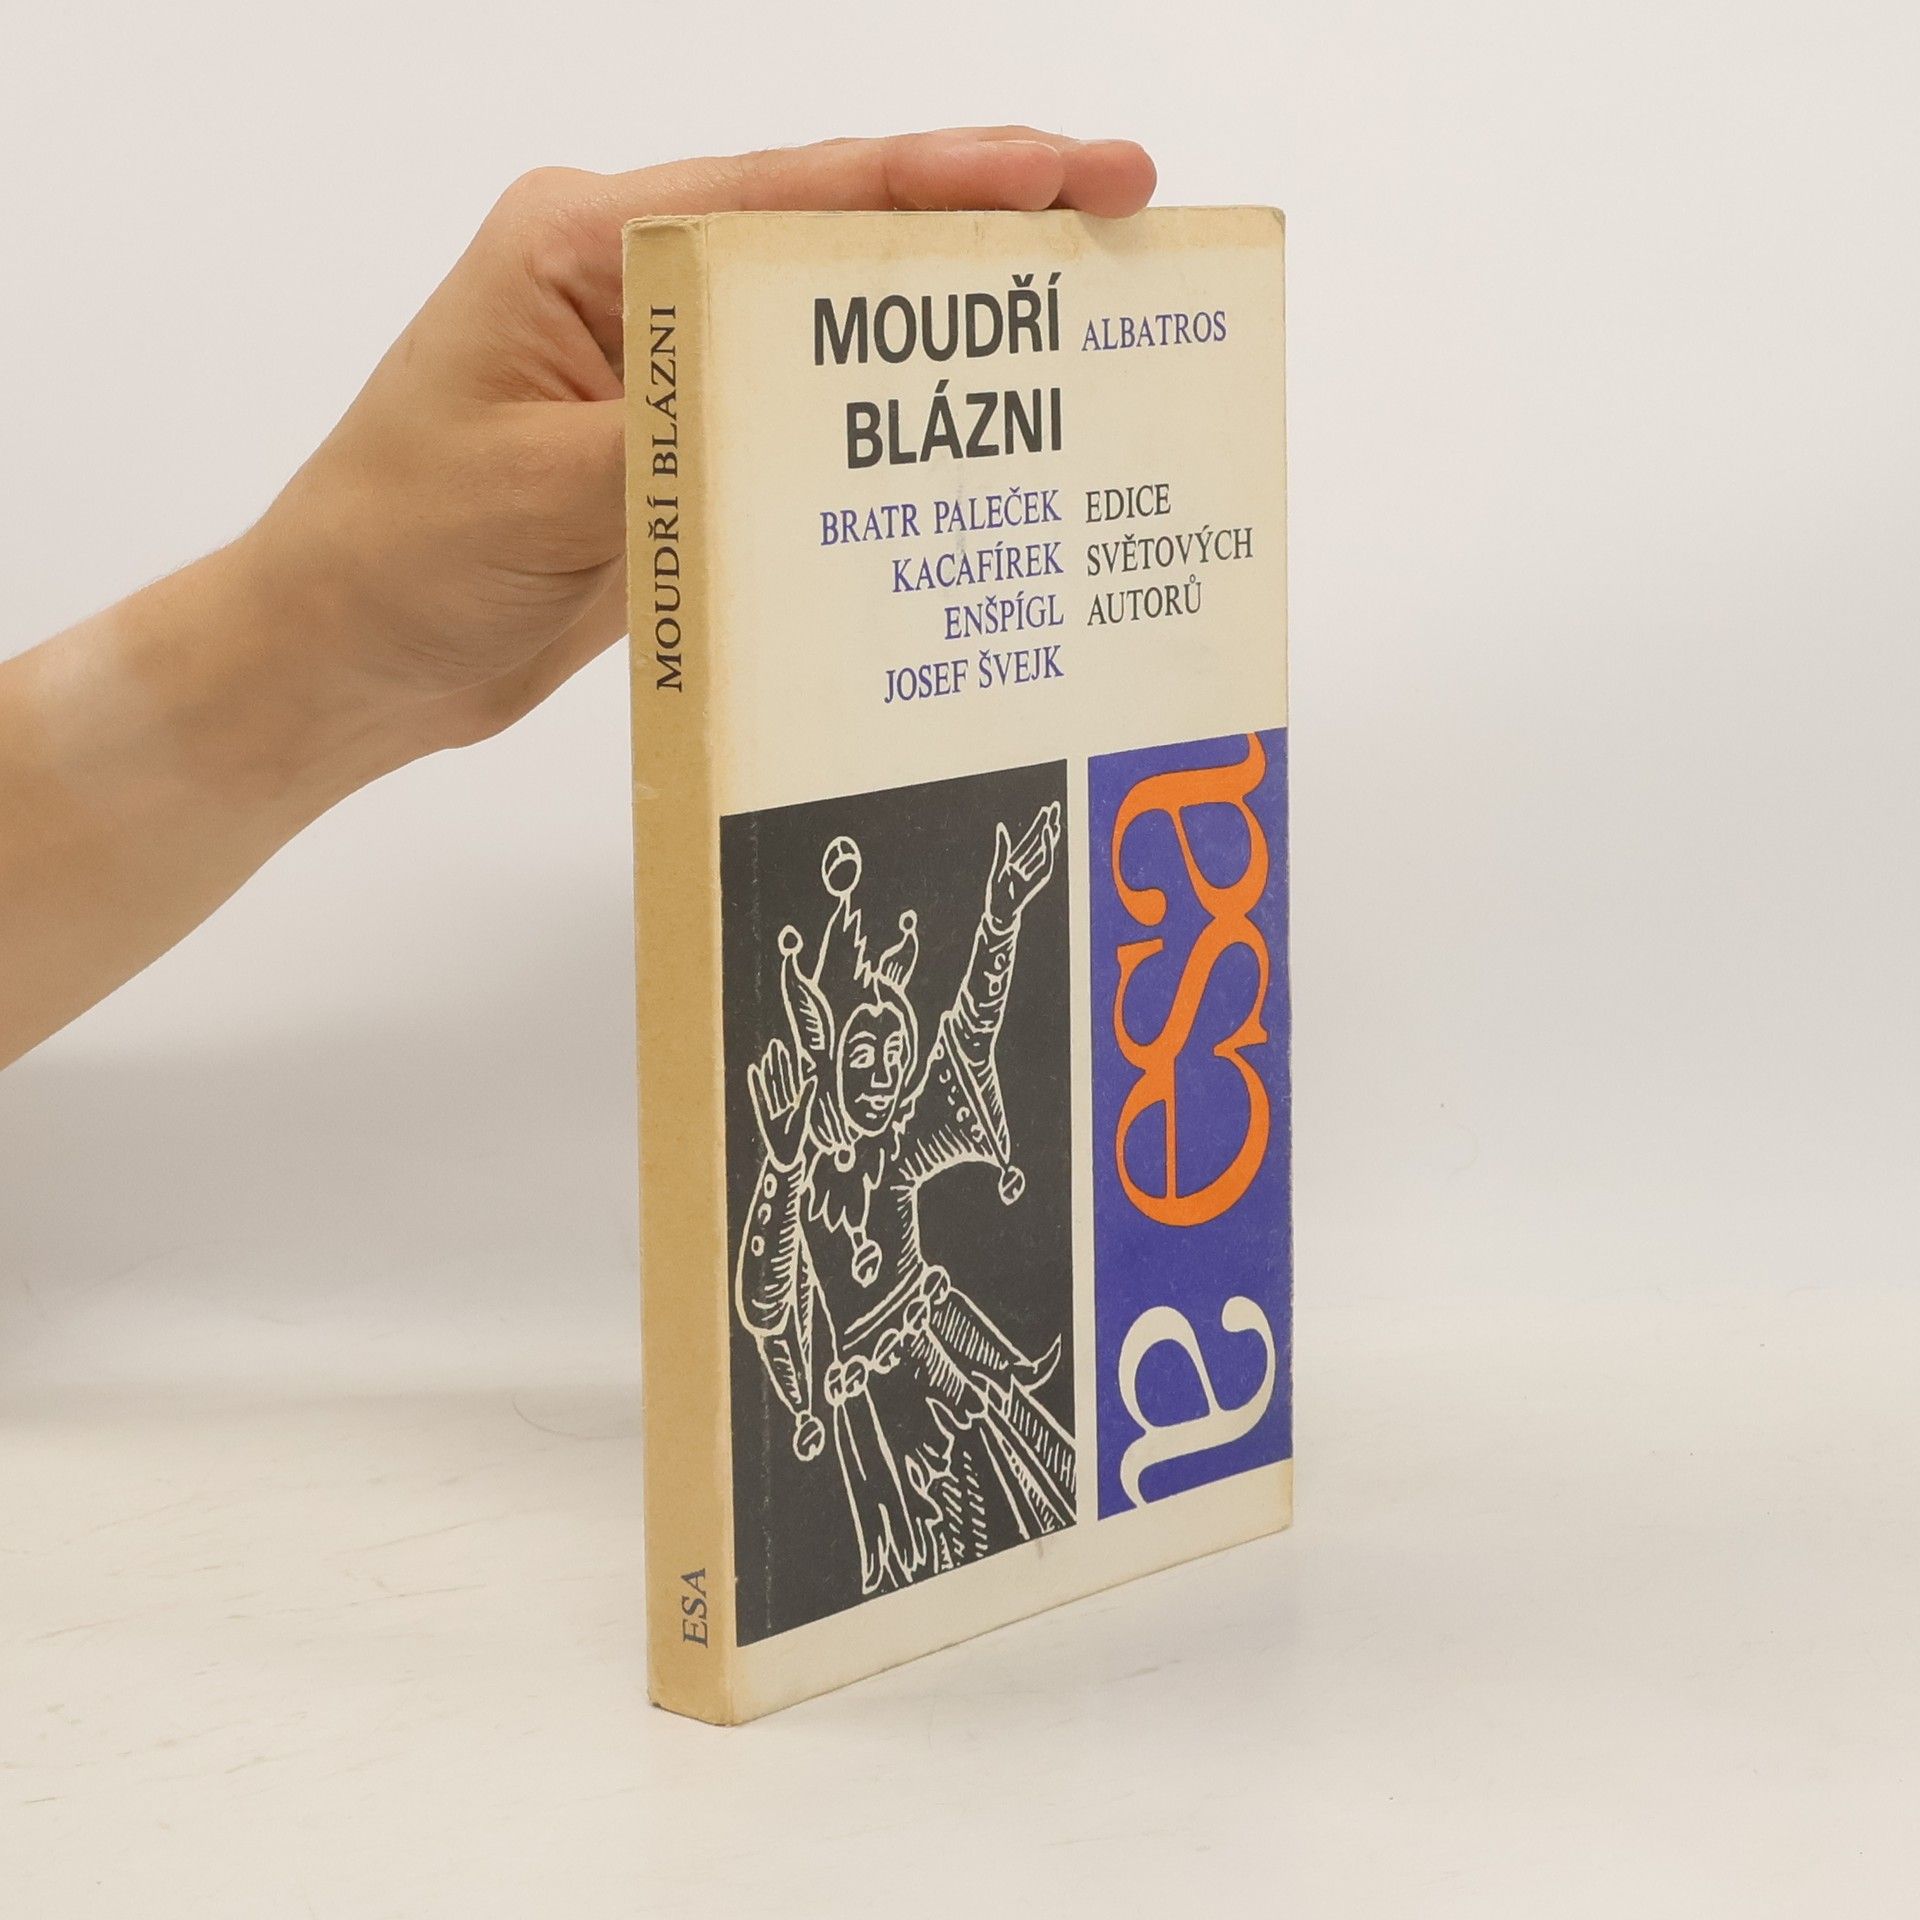 MOUDŘÍ
BLÁZNI
ALBATROS
BRATR PALEČEK
KACAFÍREK
ENŠPÍGL
JOSEF ŠVEJK
EDICE
SVĚTOVÝCH
AUTORŮ
a esa
MOUDŘÍ BLÁZNI
ESA